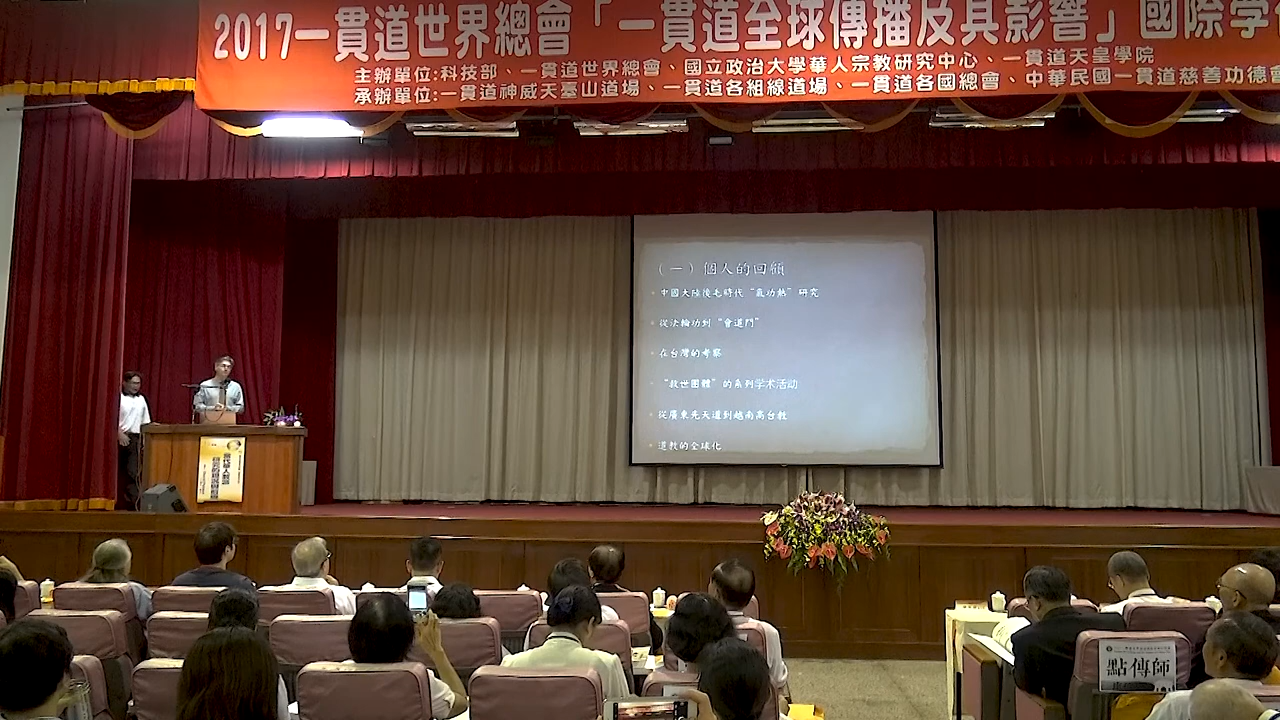 2017一貫道世界總會「一貫道全球傳播及其影響」國際學
主辦單位:科技部、一貫道世界總會、國立政治大學華人宗教研究中心、一貫道天皇學院
承辦單位:一貫道神威天臺山道場、一貫道各組線道場、一貫道各國總會、中華民國一貫道慈善功德會
(一)個人的回顧
中國大陸後毛時代“氣功熱”研究
從法輪功到“會道門”
在台灣的考察
“救世團體”的系列学术活动
從廣東先天道到越南高台教
道教的全球化
點傳師